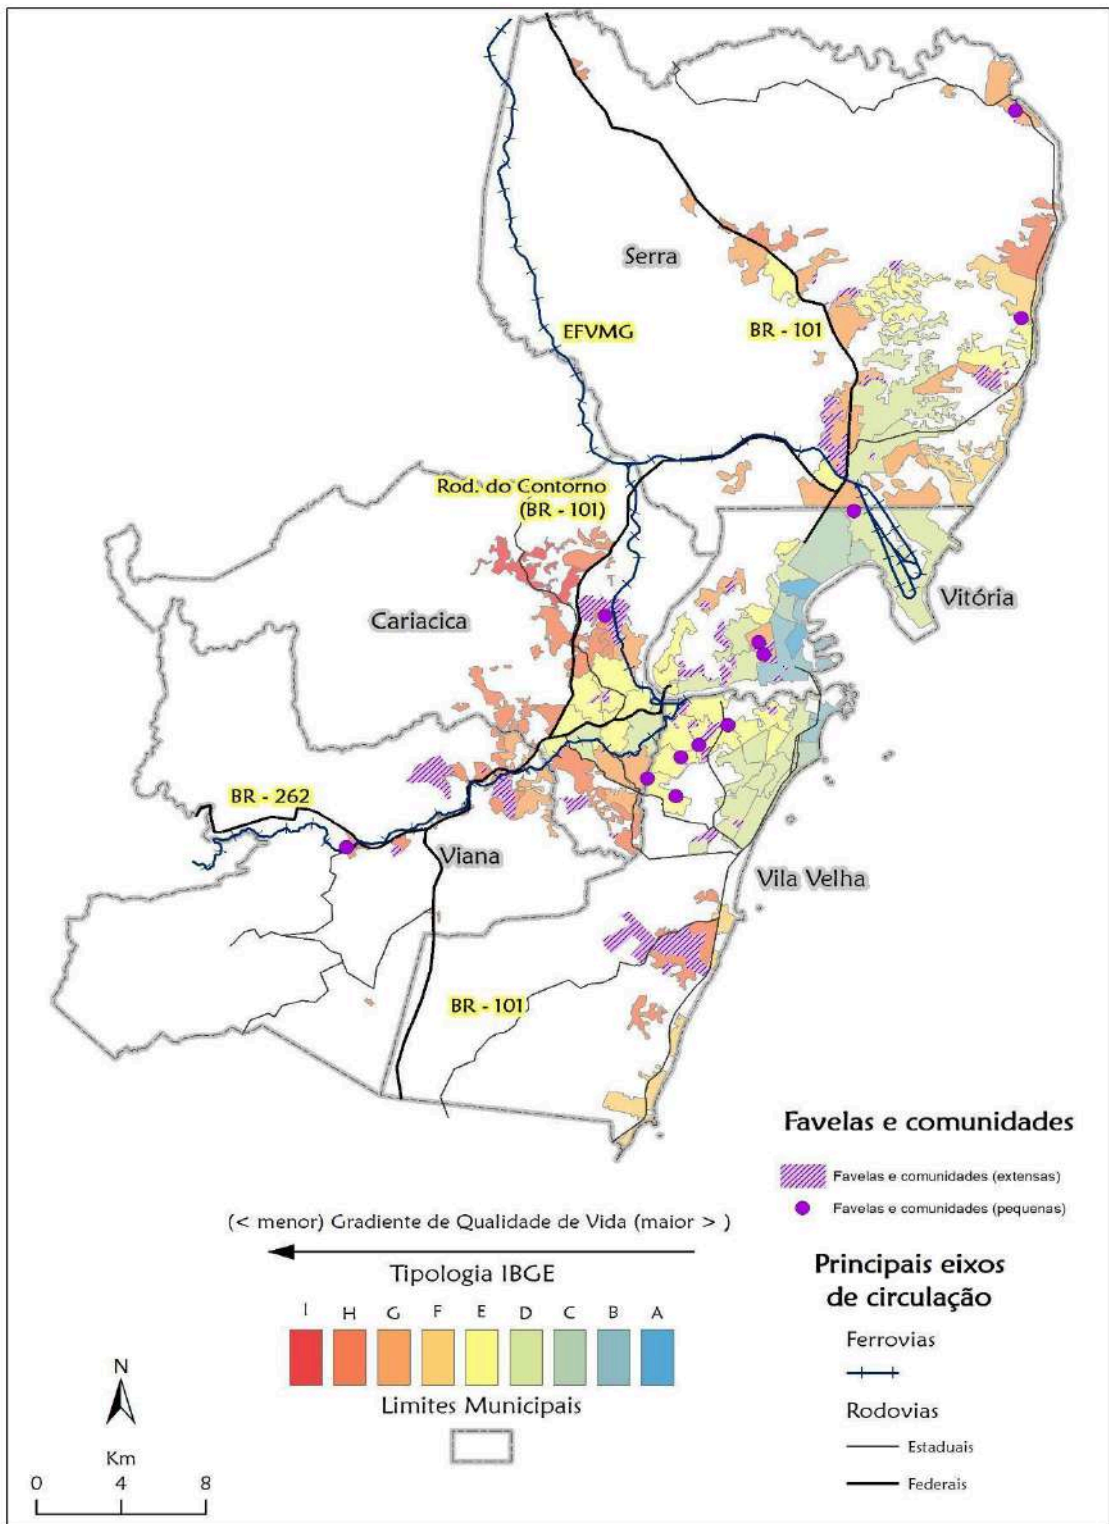 Serra
EFVMG
BR - 101
Rod. do Contorno
(BR - 101)
Cariacica
Vitória
BR - 262
Viana
Vila Velha
BR - 101
Favelas e comunidades
Favelas e comunidades (extensas)
Favelas e comunidades (pequenas)
(< menor) Gradiente de Qualidade de Vida (maior > )
Tipologia IBGE
I H G F E D C B A
Limites Municipais
Principais eixos
de circulação
Ferrovias
Rodovias
Estaduais
Federais
N
Km
0 4 8